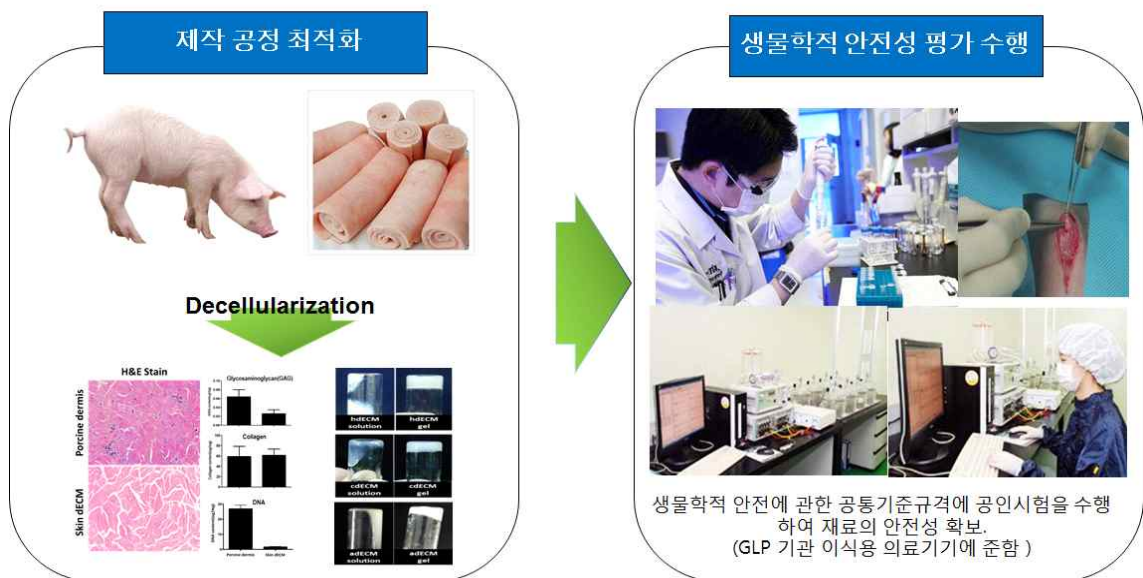 제작 공정 최적화
Decellularization
H&E Stain
Porcine dermis
Skin dECM
Glycosaminoglycan(GAG)
Collagen
DNA
Porcine dermis
Skin dECM
hdECM solution
hdECM gel
cdECM solution
cdECM gel
adECM solution
adECM gel
생물학적 안전성 평가 수행
생물학적 안전에 관한 공통기준규격에 공인시험을 수행
하여 재료의 안전성 확보.
(GLP 기관 이식용 의료기기에 준함 )